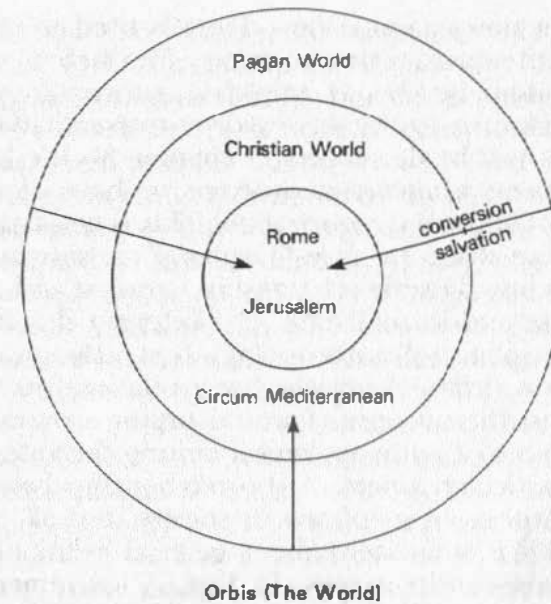 Pagan World
Christian World
Rome
conversion
salvation
Jerusalem
Circum Mediterranean
Orbis (The World)